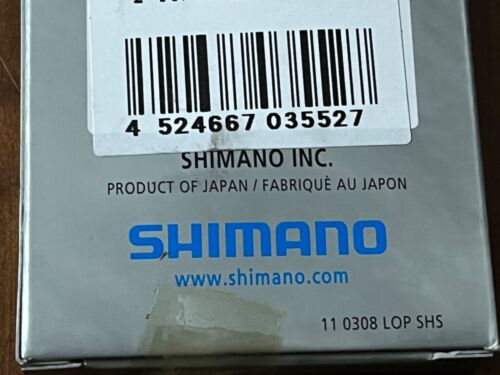 4 524667 035527
SHIMANO INC.
PRODUCT OF JAPAN / FABRIQUÈ AU JAPON
SHIMANO
www.shimano.com
11 0308 LOP SHS